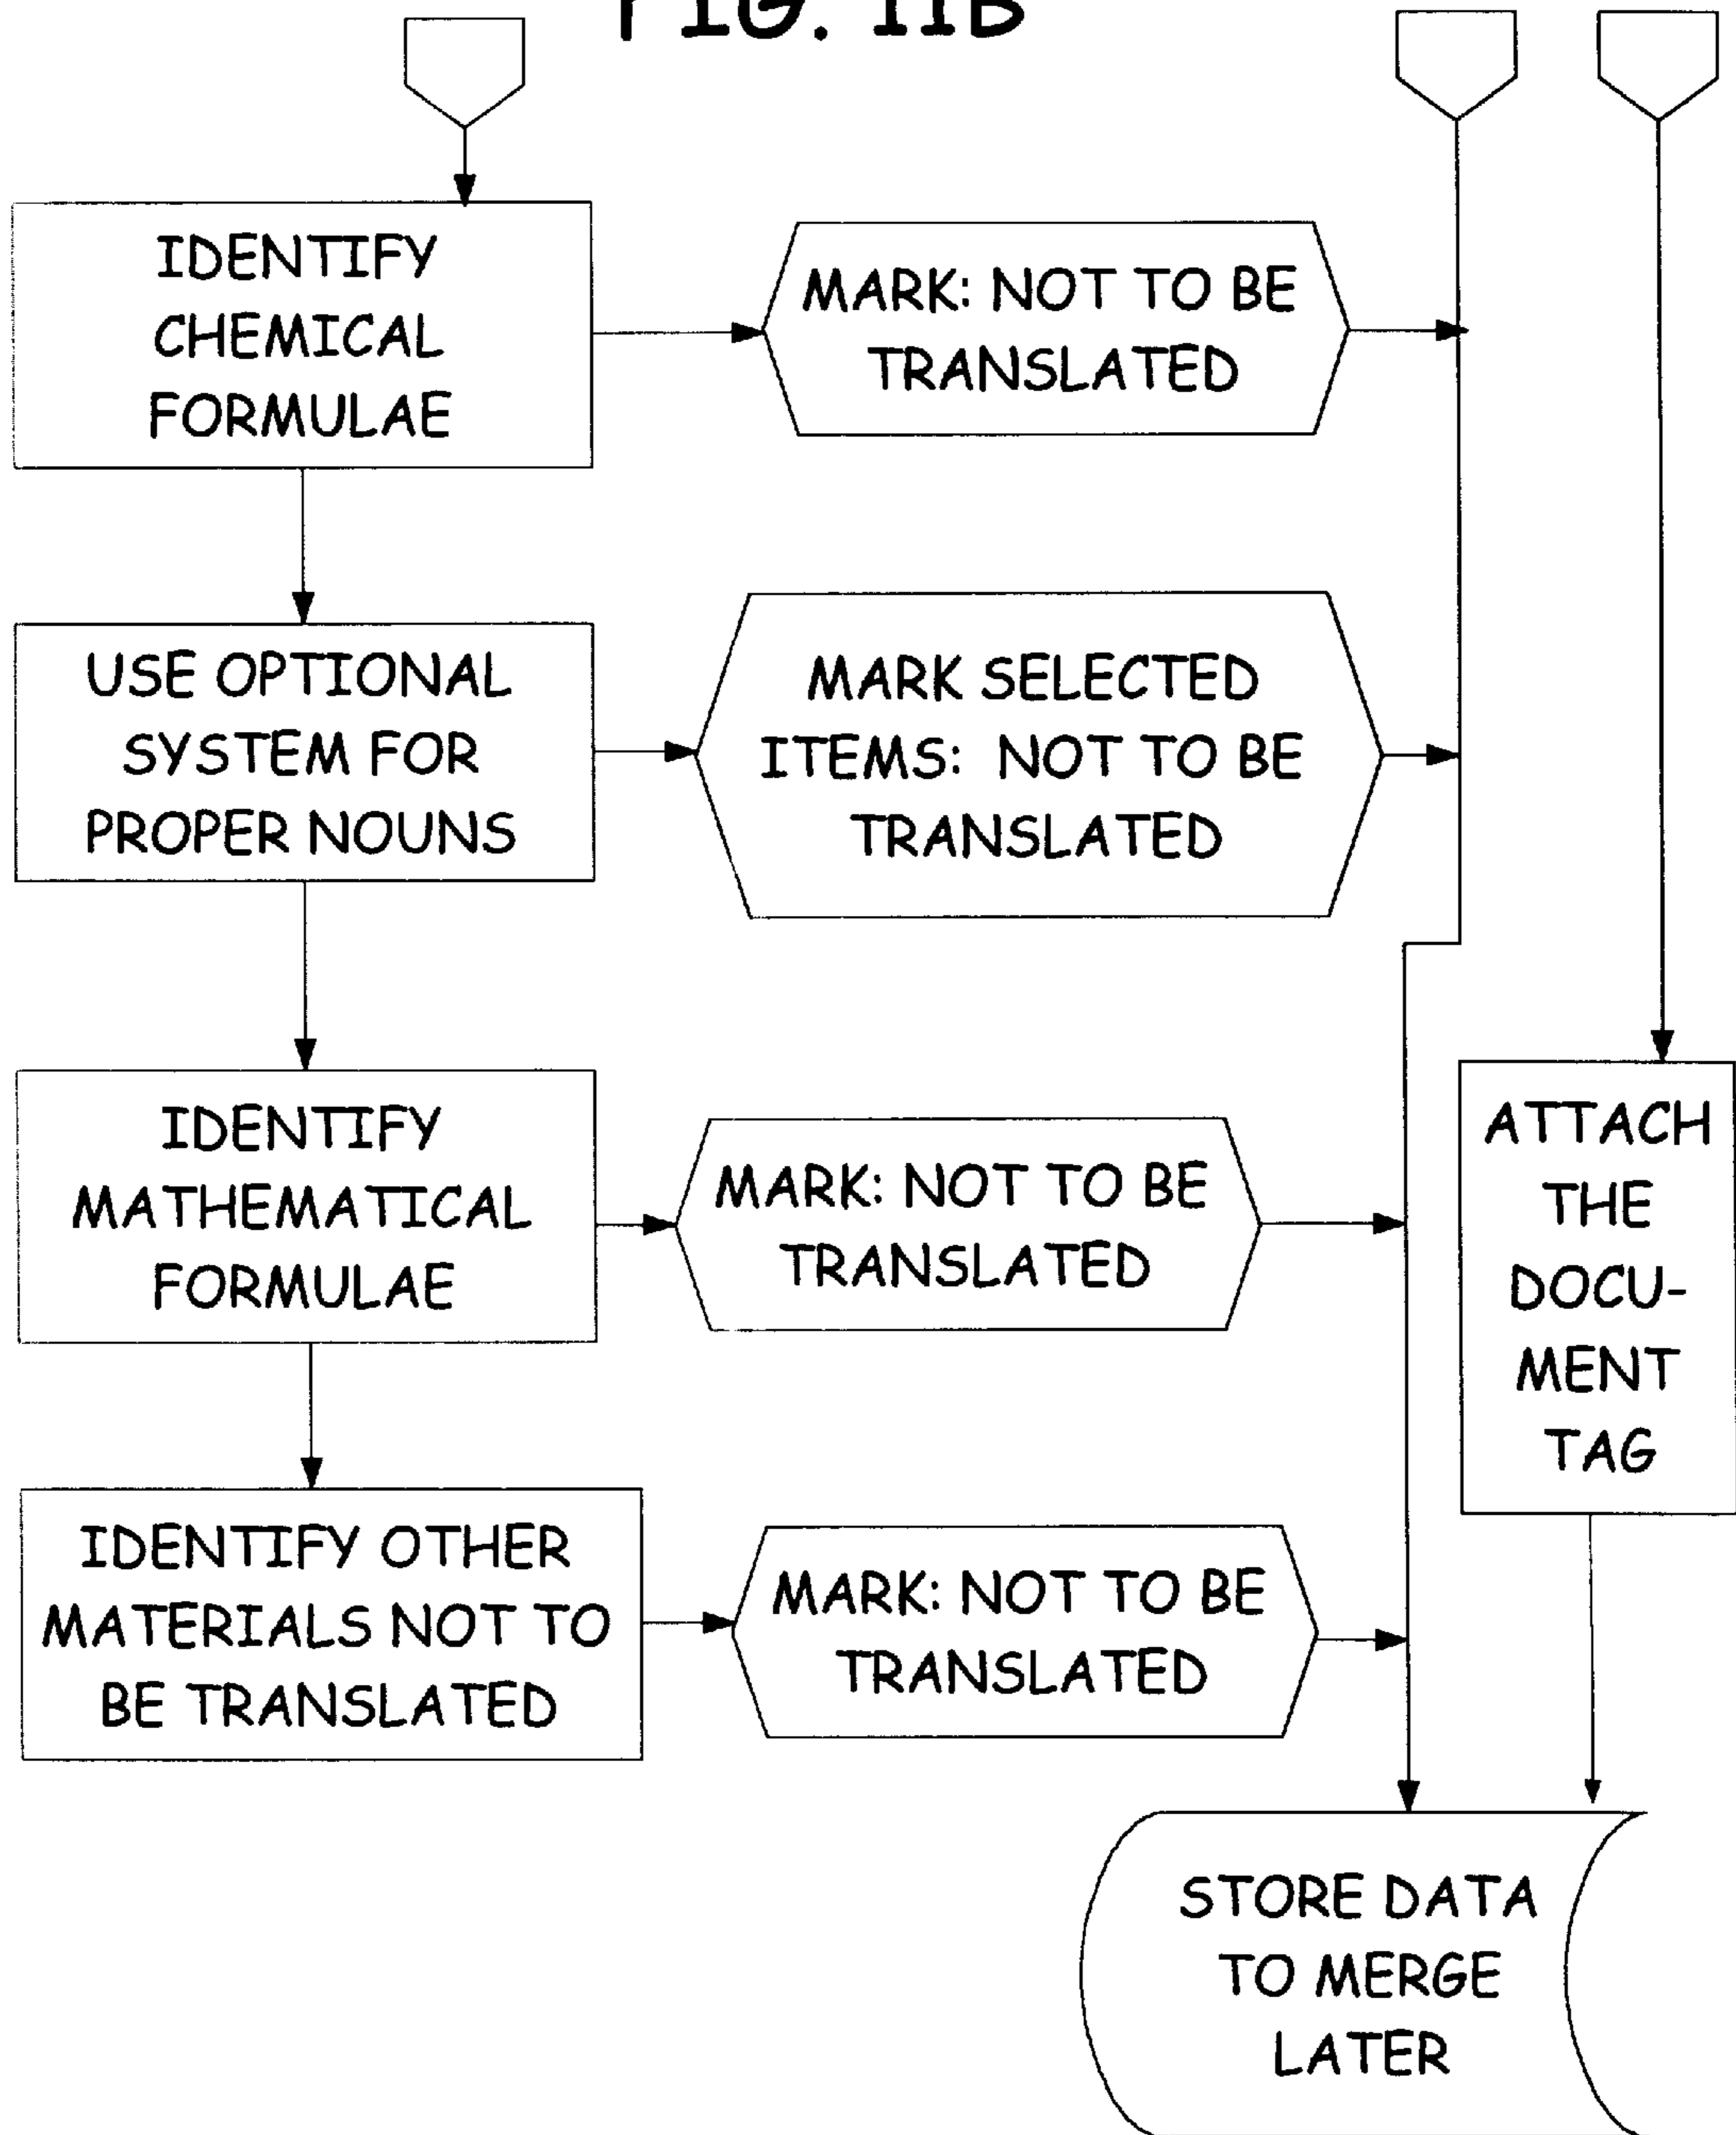 FIG. 11B
IDENTIFY
CHEMICAL
FORMULAE
MARK: NOT TO BE
TRANSLATED
USE OPTIONAL
SYSTEM FOR
PROPER NOUNS
MARK SELECTED
ITEMS: NOT TO BE
TRANSLATED
IDENTIFY
MATHEMATICAL
FORMULAE
MARK: NOT TO BE
TRANSLATED
ATTACH
THE
DOCU-
MENT
TAG
IDENTIFY OTHER
MATERIALS NOT TO
BE TRANSLATED
MARK: NOT TO BE
TRANSLATED
STORE DATA
TO MERGE
LATER